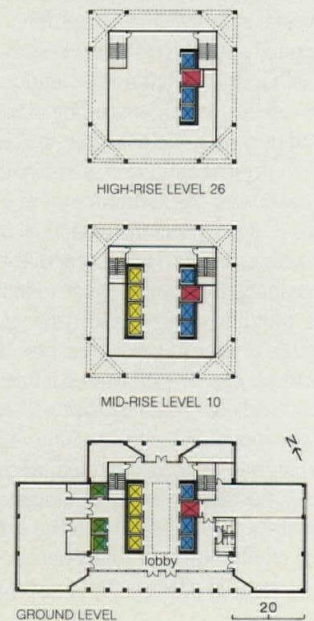 HIGH-RISE LEVEL 26
MID-RISE LEVEL 10
N
lobby
GROUND LEVEL
20